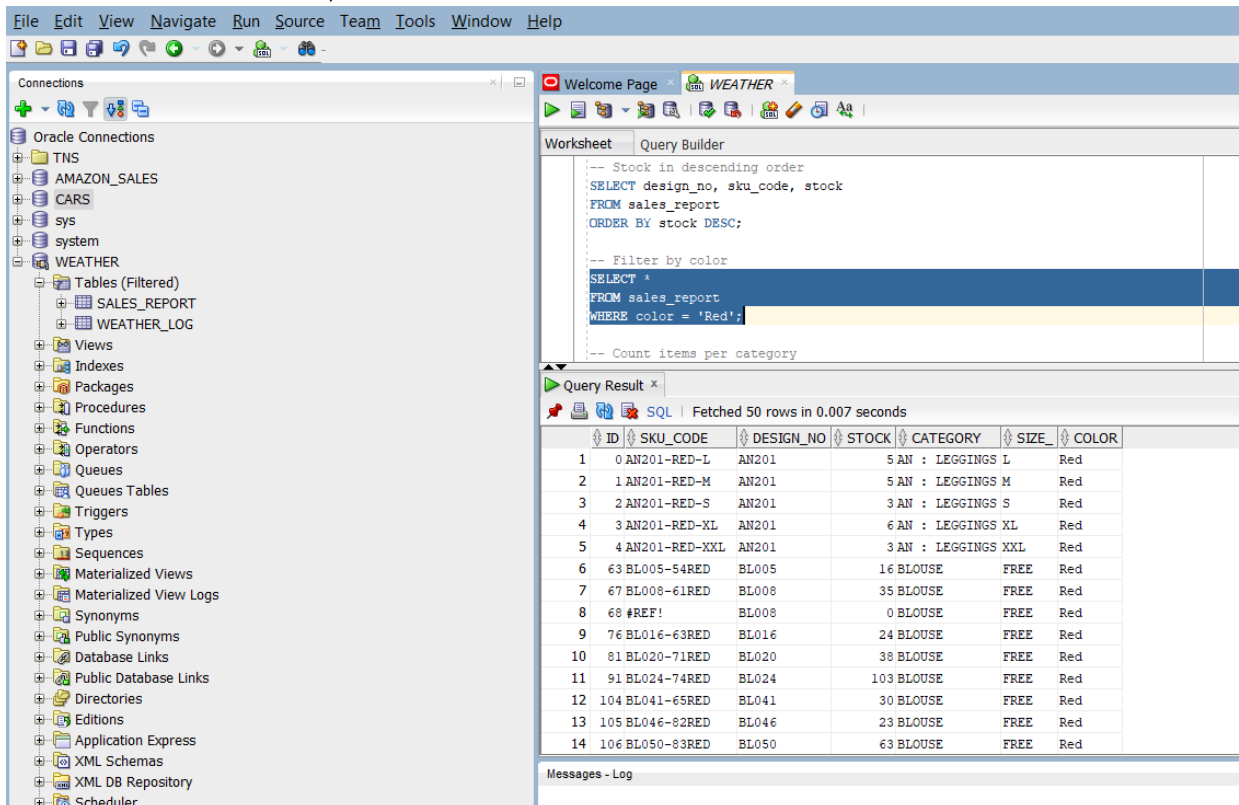 File Edit View Navigate Run Source Team Tools Window Help
Connections
Oracle Connections
TNS
AMAZON_SALES
CARS
sys
system
WEATHER
Tables (Filtered)
SALES_REPORT
WEATHER_LOG
Views
Indexes
Packages
Procedures
Functions
Operators
Queues
Queues Tables
Triggers
Types
Sequences
Materialized Views
Materialized View Logs
Synonyms
Public Synonyms
Database Links
Public Database Links
Directories
Editions
Application Express
XML Schemas
XML DB Repository
Scheduler
Welcome Page WEATHER
Worksheet Query Builder
-- Stock in descending order
SELECT design_no, sku_code, stock
FROM sales_report
ORDER BY stock DESC;
-- Filter by color
SELECT *
FROM sales_report
WHERE color = 'Red';
-- Count items per category
Query Result
SQL | Fetched 50 rows in 0.007 seconds
ID SKU_CODE DESIGN_NO STOCK CATEGORY SIZE_ COLOR
1 0 AN201-RED-L AN201 5 AN : LEGGINGS L Red
2 1 AN201-RED-M AN201 5 AN : LEGGINGS M Red
3 2 AN201-RED-S AN201 3 AN : LEGGINGS S Red
4 3 AN201-RED-XL AN201 6 AN : LEGGINGS XL Red
5 4 AN201-RED-XXL AN201 3 AN : LEGGINGS XXL Red
6 63 BL005-54RED BL005 16 BLOUSE FREE Red
7 67 BL008-61RED BL008 35 BLOUSE FREE Red
8 68 #REF! BL008 0 BLOUSE FREE Red
9 76 BL016-63RED BL016 24 BLOUSE FREE Red
10 81 BL020-71RED BL020 38 BLOUSE FREE Red
11 91 BL024-74RED BL024 103 BLOUSE FREE Red
12 104 BL041-65RED BL041 30 BLOUSE FREE Red
13 105 BL046-82RED BL046 23 BLOUSE FREE Red
14 106 BL050-83RED BL050 63 BLOUSE FREE Red
Messages - Log